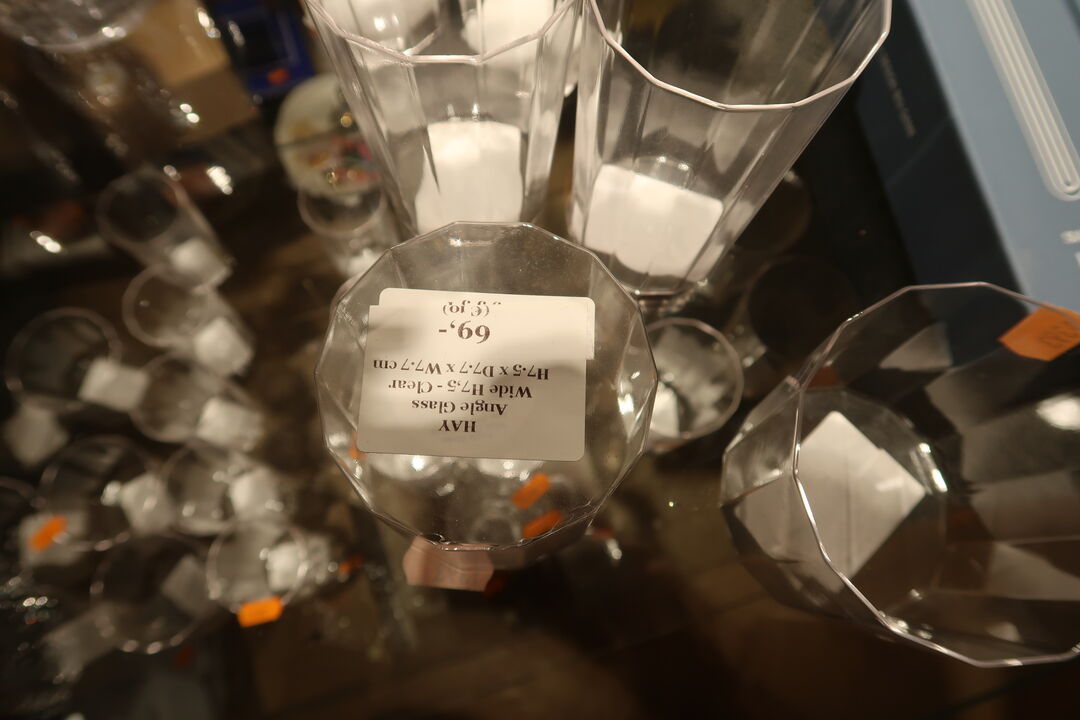 HAY
Angle Glass
Wide H7.5 - Clear
H7.5 x D7.7 x W7.7 cm
69,-